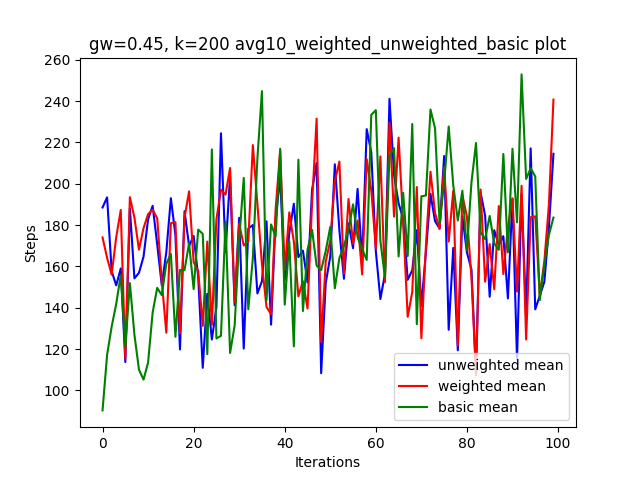 gw=0.45, k=200 avg10_weighted_unweighted_basic plot
260
240
220
200
180
160
140
120
100
Steps
0
20
40
60
80
100
Iterations
unweighted mean
weighted mean
basic mean